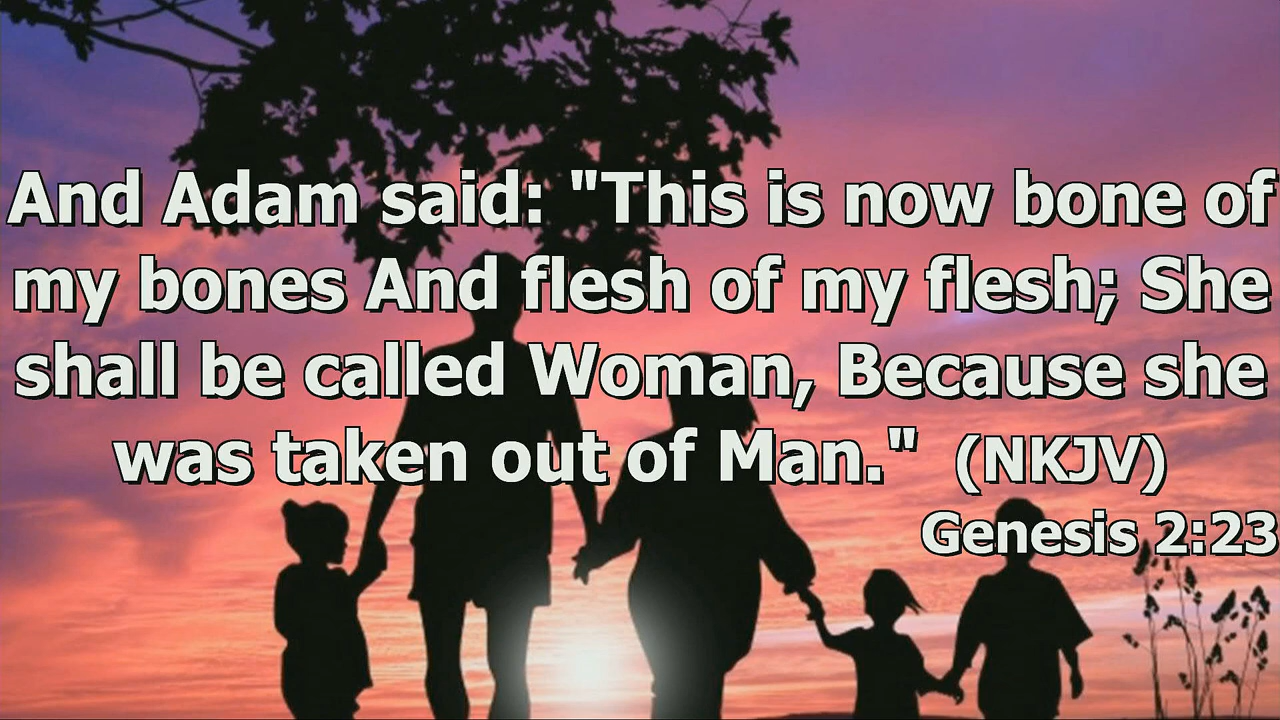 And Adam said: "This is now bone of
my bones And flesh of my flesh; She
shall be called Woman, Because she
was taken out of Man." (NKJV)
Genesis 2:23